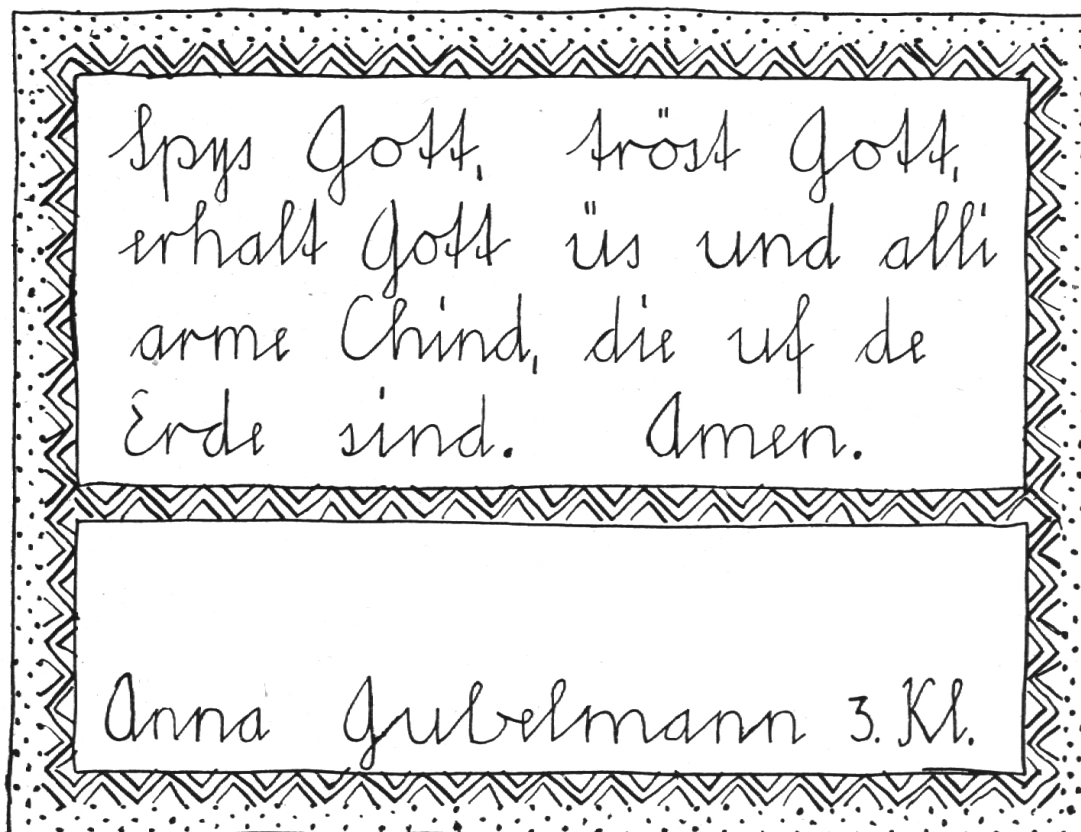 Spys Gott, tröst Gott,
erhalt Gott üs und alli
arme Chind, die uf de
Erde sind. Amen.
Anna Gubelmann 3. Kl.